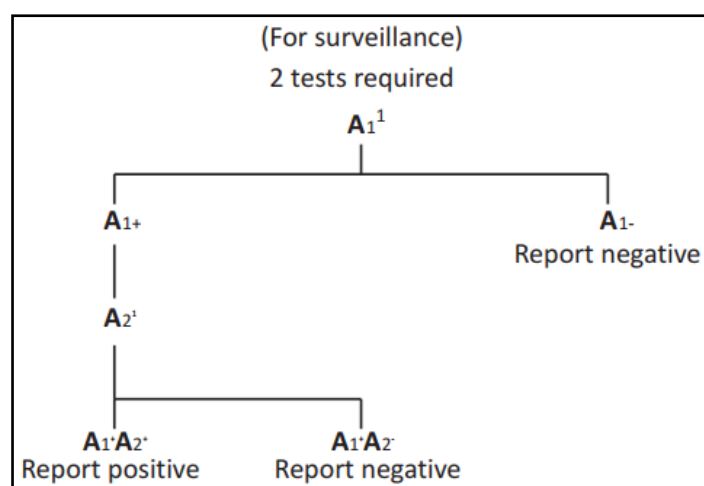 (For surveillance)
2 tests required
A₁¹
A₁₊
A₁₋
Report negative
A₂¹
A₁⁺A₂⁺
A₁⁺A₂⁻
Report positive
Report negative